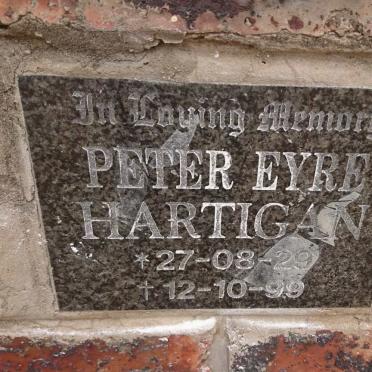 In Loving Memory
PETER EYRE
HARTIGAN
*27-08-29
†12-10-99